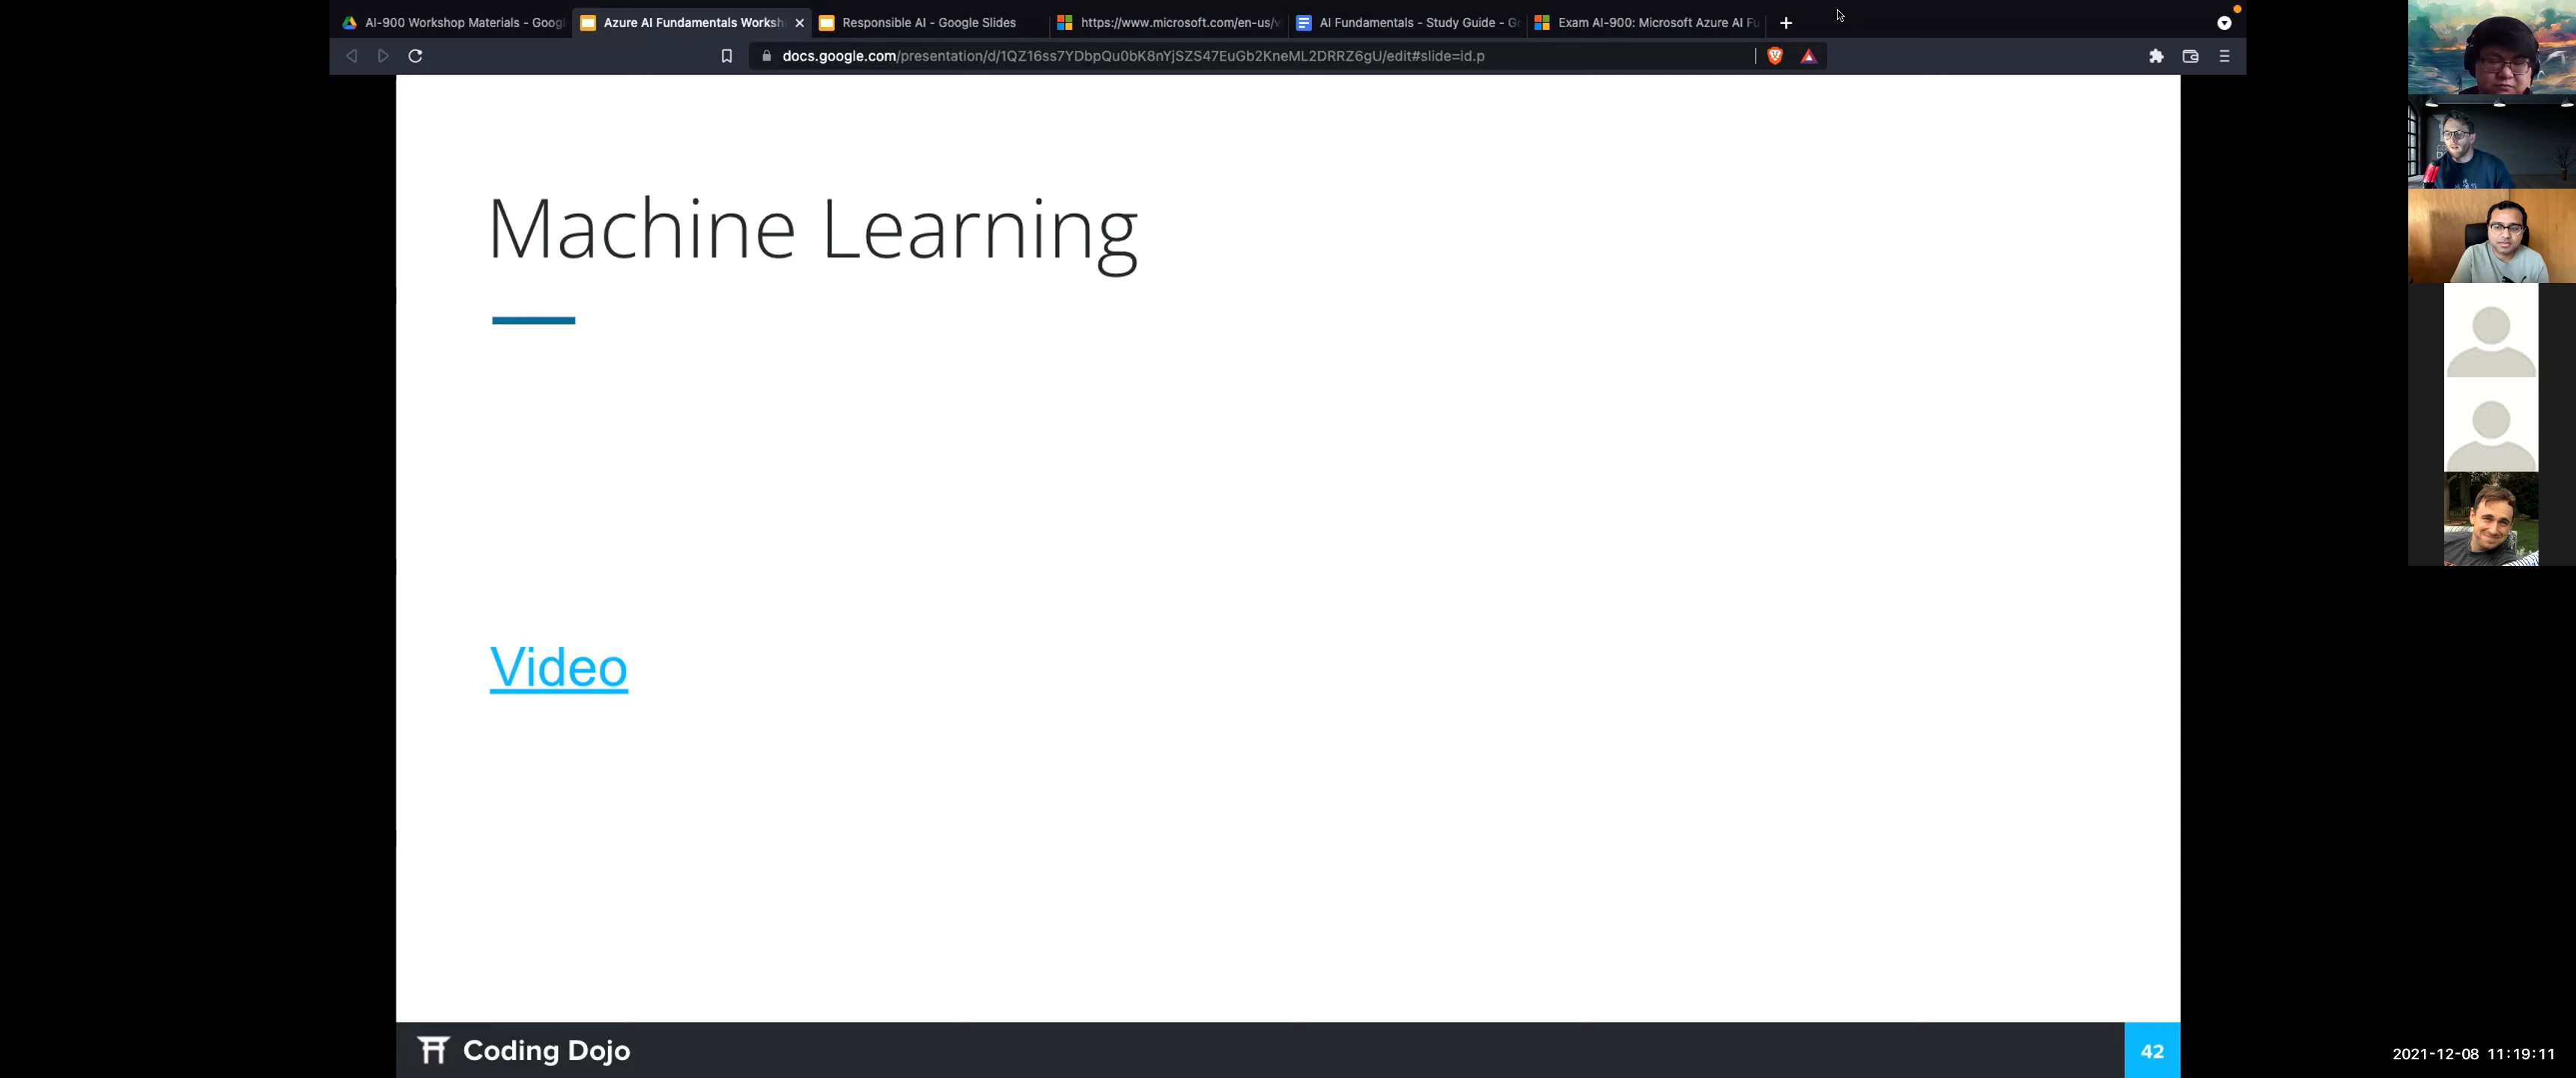 AI-900 Workshop Materials - Googl
Azure AI Fundamentals Worksh
Responsible AI - Google Slides
https://www.microsoft.com/en-us/v
AI Fundamentals - Study Guide - Go
Exam AI-900: Microsoft Azure AI Fu
docs.google.com/presentation/d/1QZ16ss7YDbpQu0bK8nYjSZS47EuGb2KneML2DRRZ6gU/edit#slide=id.p
Machine Learning
Video
Coding Dojo
42
2021-12-08 11:19:11